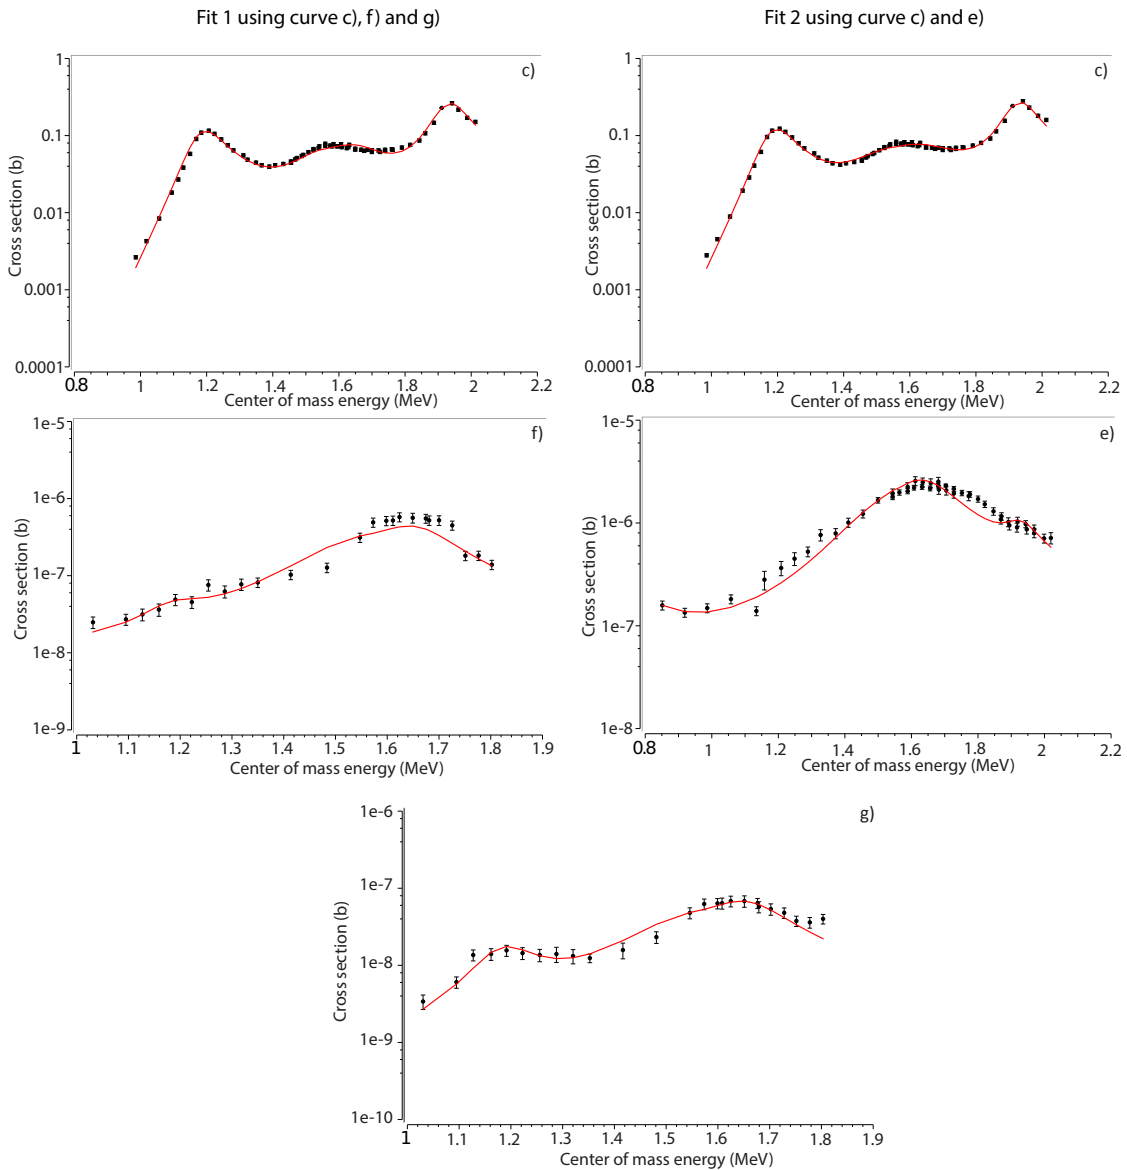 Fit 1 using curve c), f) and g)
Fit 2 using curve c) and e)
c)
1
0.1
0.01
0.001
0.0001
Cross section (b)
0.8 1 1.2 1.4 1.6 1.8 2 2.2
Center of mass energy (MeV)
c)
1
0.1
0.01
0.001
0.0001
Cross section (b)
0.8 1 1.2 1.4 1.6 1.8 2 2.2
Center of mass energy (MeV)
f)
1e-5
1e-6
1e-7
1e-8
1e-9
Cross section (b)
1 1.1 1.2 1.3 1.4 1.5 1.6 1.7 1.8 1.9
Center of mass energy (MeV)
e)
1e-5
1e-6
1e-7
1e-8
Cross section (b)
0.8 1 1.2 1.4 1.6 1.8 2 2.2
Center of mass energy (MeV)
g)
1e-6
1e-7
1e-8
1e-9
1e-10
Cross section (b)
1 1.1 1.2 1.3 1.4 1.5 1.6 1.7 1.8 1.9
Center of mass energy (MeV)